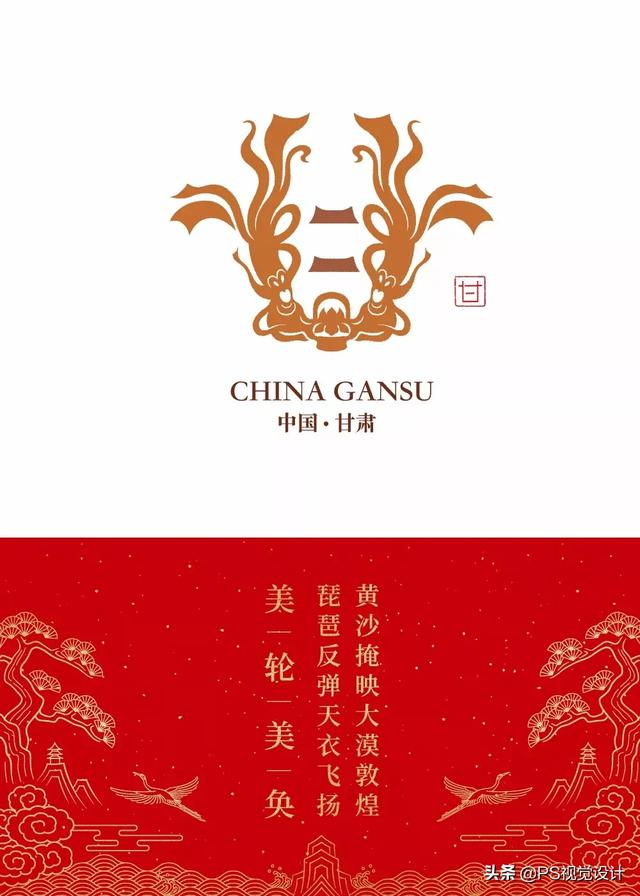 甘
CHINA GANSU
中国·甘肃
黄沙掩映大漠敦煌
琵琶反弹天衣飞扬
美轮美奂
头条 @PS视觉设计